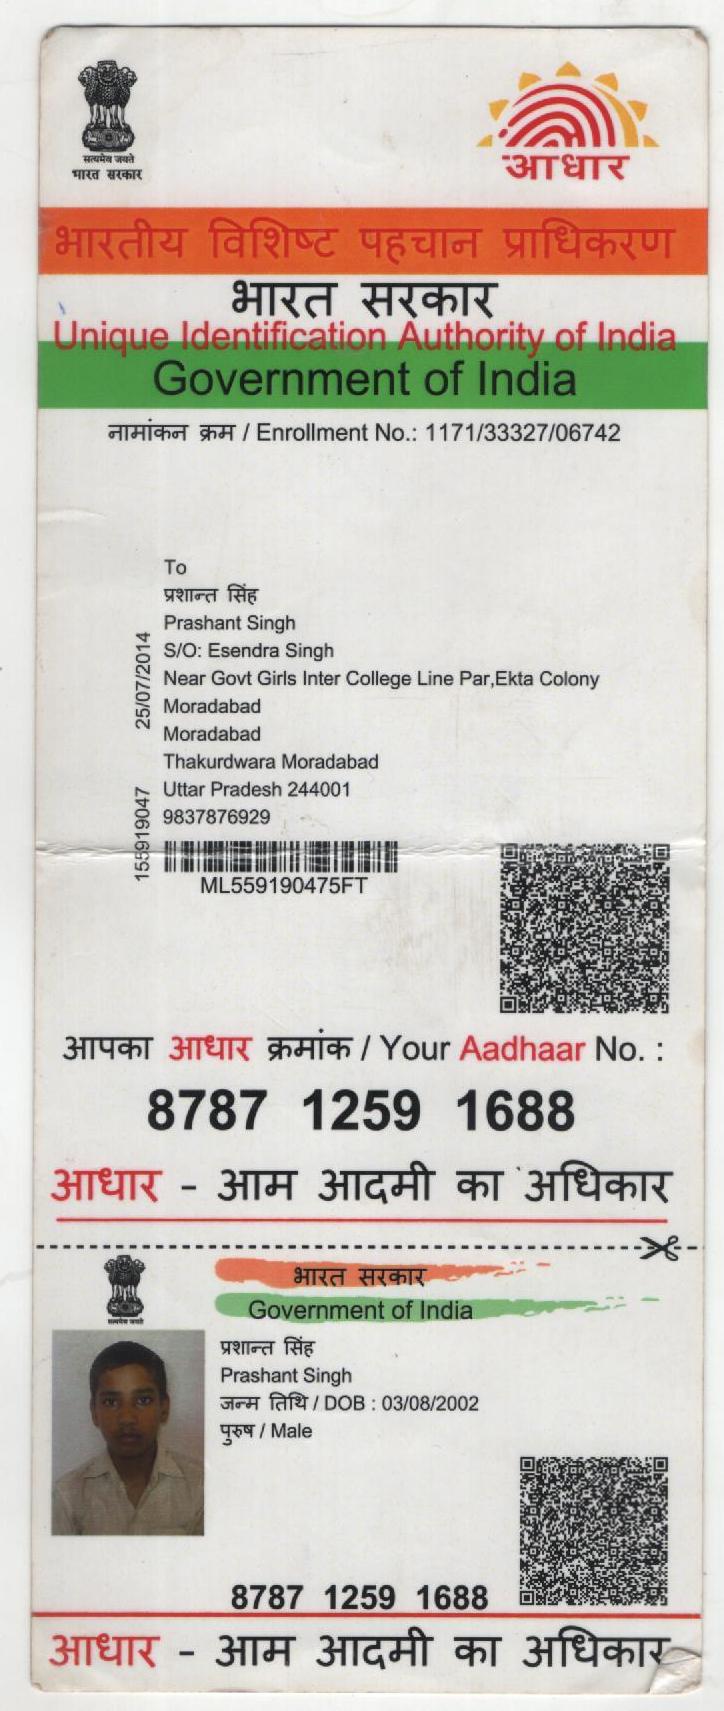 सत्यमेव जयते
भारत सरकार
आधार
भारतीय विशिष्ट पहचान प्राधिकरण
भारत सरकार
Unique Identification Authority of India
Government of India
नामांकन क्रम / Enrollment No.: 1171/33327/06742
To
प्रशान्त सिंह
Prashant Singh
S/O: Esendra Singh
Near Govt Girls Inter College Line Par,Ekta Colony
Moradabad
Moradabad
Thakurdwara Moradabad
Uttar Pradesh 244001
9837876929
25/07/2014
155919047
ML559190475FT
आपका आधार क्रमांक / Your Aadhaar No. :
8787 1259 1688
आधार - आम आदमी का अधिकार
सत्यमेव जयते
भारत सरकार
Government of India
प्रशान्त सिंह
Prashant Singh
जन्म तिथि / DOB : 03/08/2002
पुरुष / Male
8787 1259 1688
आधार - आम आदमी का अधिकार